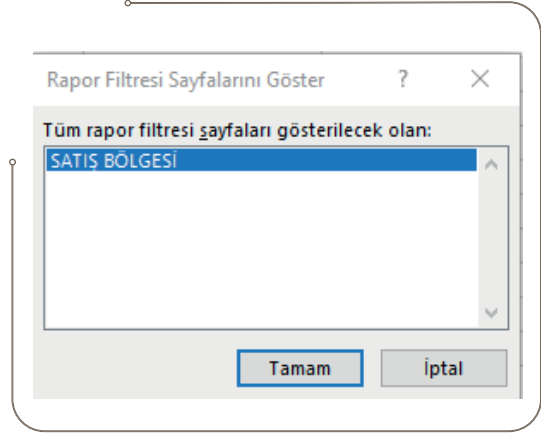 Rapor Filtresi Sayfalarını Göster ? ×
Tüm rapor filtresi sayfaları gösterilecek olan:
SATIŞ BÖLGESİ
Tamam İptal